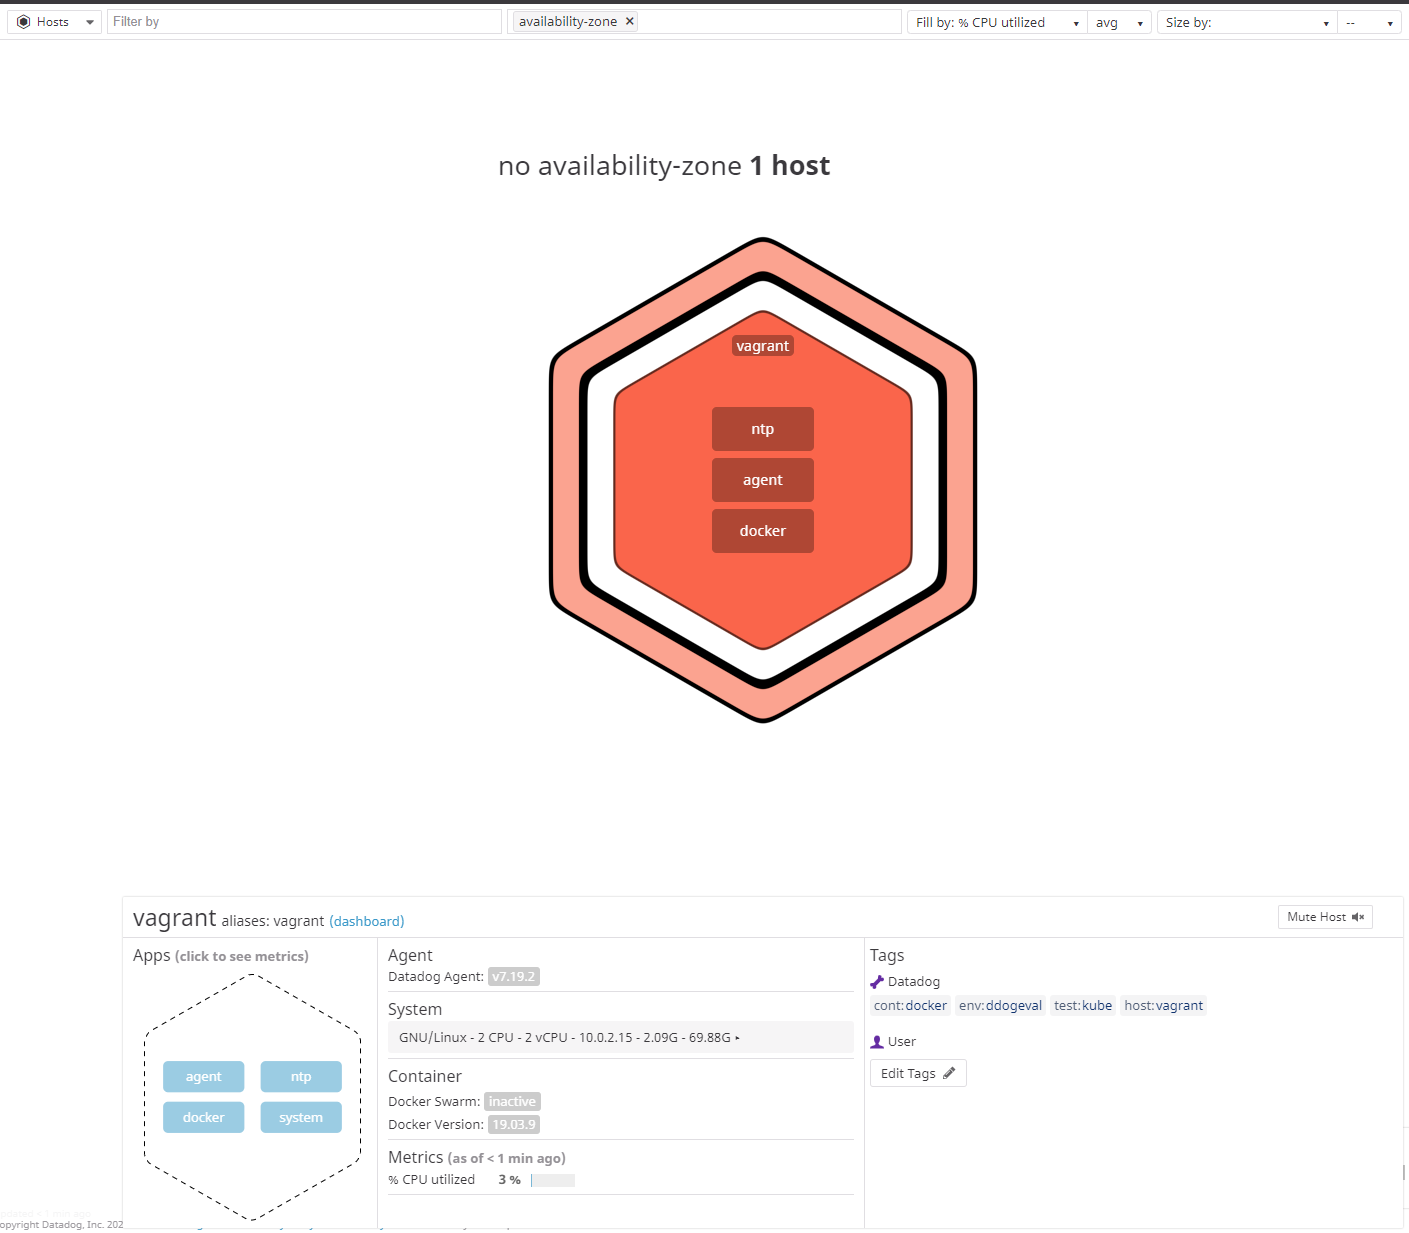 Hosts Filter by availability-zone × Fill by: % CPU utilized avg Size by: --
no availability-zone 1 host
vagrant
ntp
agent
docker
vagrant aliases: vagrant (dashboard) Mute Host
Apps (click to see metrics)
agent ntp
docker system
Agent
Datadog Agent: v7.19.2
System
GNU/Linux - 2 CPU - 2 vCPU - 10.0.2.15 - 2.09G - 69.88G
Container
Docker Swarm: inactive
Docker Version: 19.03.9
Metrics (as of < 1 min ago)
% CPU utilized 3 %
Tags
Datadog
cont:docker env:ddogeval test:kube host:vagrant
User
Edit Tags
opyright Datadog, Inc. 202